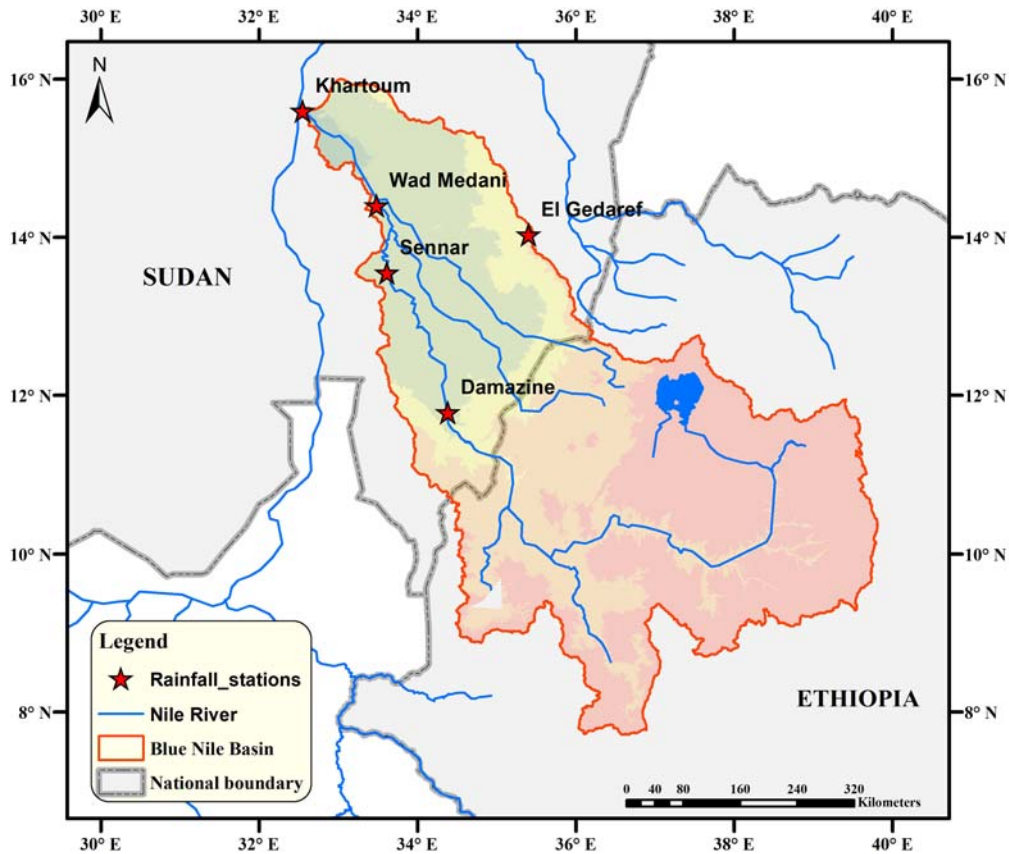 30° E 32° E 34° E 36° E 38° E 40° E
16° N 16° N
N
Khartoum
Wad Medani
El Gedaref
14° N 14° N
Sennar
SUDAN
12° N 12° N
Damazine
10° N 10° N
Legend
Rainfall_stations
Nile River
Blue Nile Basin
National boundary
ETHIOPIA
8° N 8° N
0 40 80 160 240 320
Kilometers
30° E 32° E 34° E 36° E 38° E 40° E